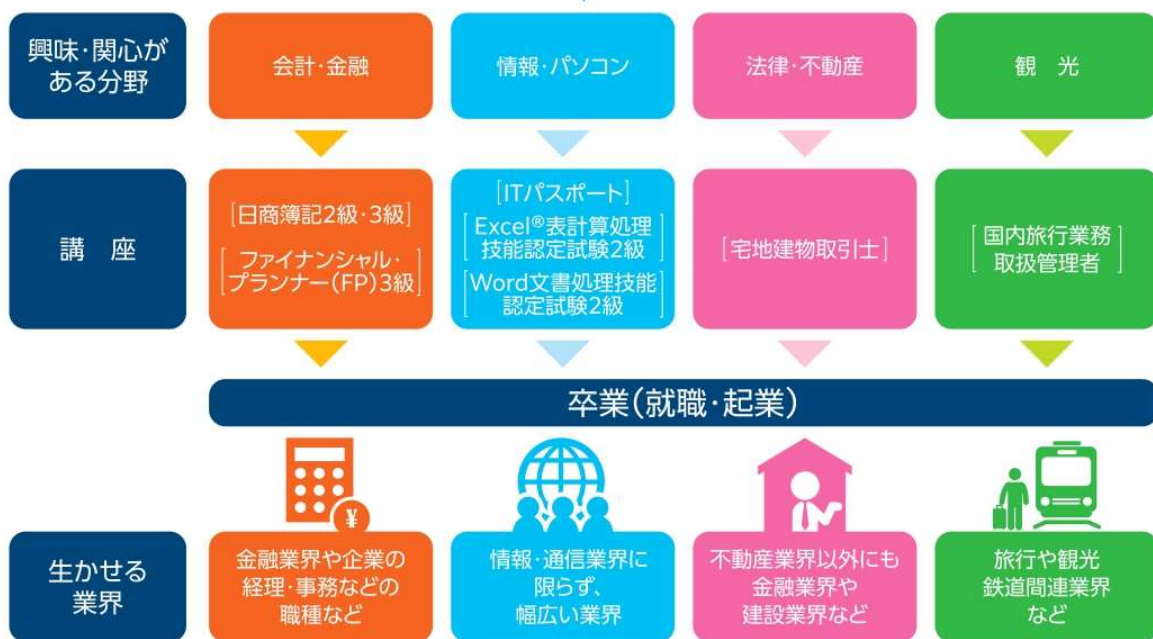 興味・関心が
ある分野
会計・金融
情報・パソコン
法律・不動産
観　光
講　座
[日商簿記2級・3級]
[ファイナンシャル・
プランナー(FP)3級]
[ITパスポート]
[Excel®表計算処理
技能認定試験2級]
[Word文書処理技能
認定試験2級]
[宅地建物取引士]
[国内旅行業務
取扱管理者]
卒業(就職・起業)
¥
生かせる
業界
金融業界や企業の
経理・事務などの
職種など
情報・通信業界に
限らず、
幅広い業界
不動産業界以外にも
金融業界や
建設業界など
旅行や観光
鉄道間連業界
など